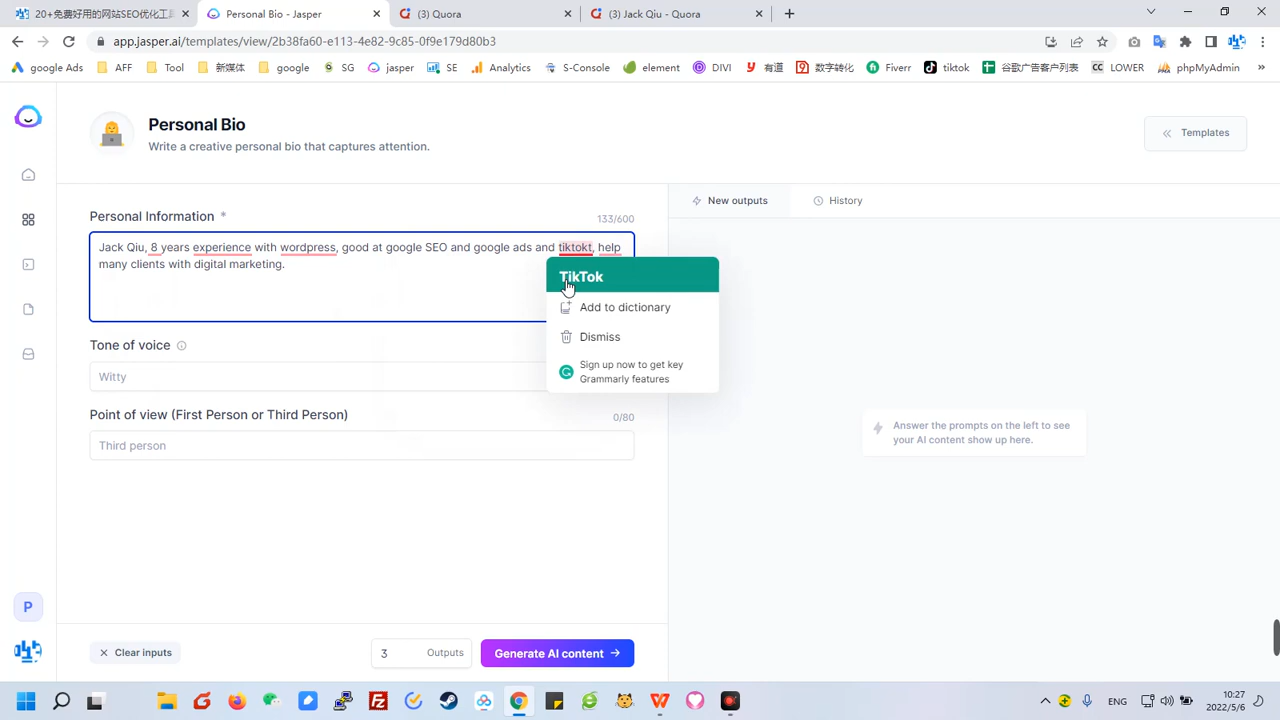 20+免费好用的网站SEO优化工具
Personal Bio - Jasper
(3) Quora
(3) Jack Qiu - Quora
app.jasper.ai/templates/view/2b38fa60-e113-4e82-9c85-0f9e179d80b3
google Ads
AFF
Tool
新媒体
google
SG
jasper
SE
Analytics
S-Console
element
DIVI
有道
数字转化
Fiverr
tiktok
谷歌广告客户列表
CC LOWER
phpMyAdmin
»
Personal Bio
Write a creative personal bio that captures attention.
Templates
New outputs
History
Personal Information *
133/600
Jack Qiu, 8 years experience with wordpress, good at google SEO and google ads and tiktokt, help
many clients with digital marketing.
TikTok
Add to dictionary
Dismiss
Sign up now to get key
Grammarly features
Tone of voice
Witty
Point of view (First Person or Third Person)
0/80
Third person
Answer the prompts on the left to see
your AI content show up here.
P
Clear inputs
3
Outputs
Generate AI content
ENG
10:27
2022/5/6